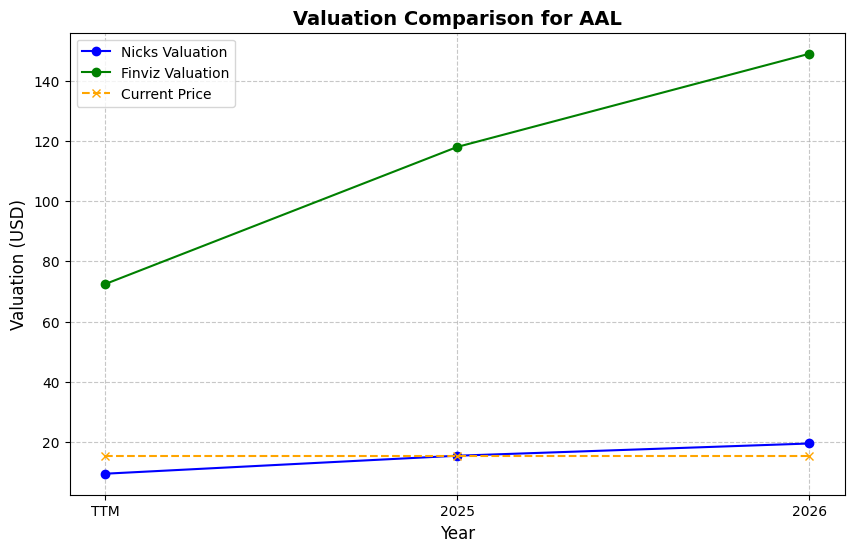 Valuation Comparison for AAL
Nicks Valuation
Finviz Valuation
Current Price
Valuation (USD)
140
120
100
80
60
40
20
TTM
2025
2026
Year